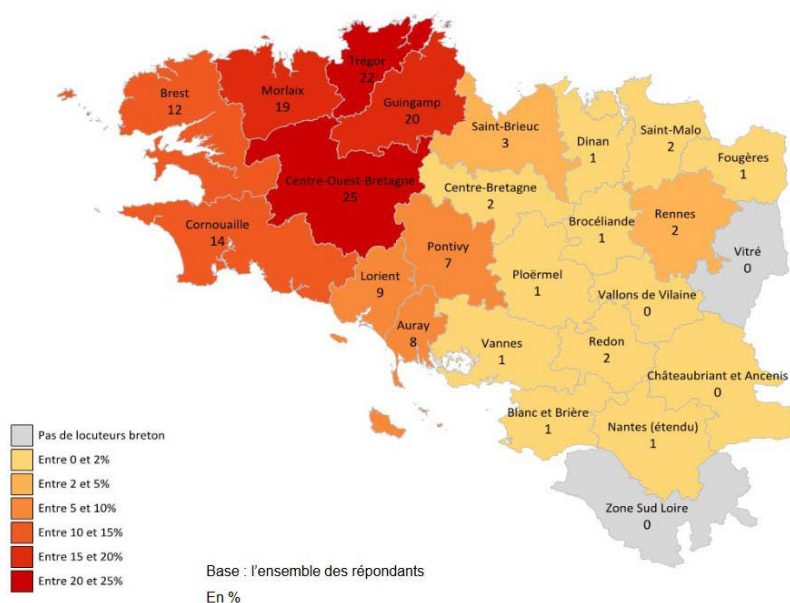 Trégor
22
Brest
12
Morlaix
19
Guingamp
20
Saint-Brieuc
3
Dinan
1
Saint-Malo
2
Fougères
1
Centre-Ouest-Bretagne
25
Centre-Bretagne
2
Brocéliande
1
Rennes
2
Vitré
0
Cornouaille
14
Pontivy
7
Lorient
9
Ploërmel
1
Vallons de Vilaine
0
Auray
8
Vannes
1
Redon
2
Châteaubriant et Ancenis
0
Blanc et Brière
1
Nantes (étendu)
1
Zone Sud Loire
0
Pas de locuteurs breton
Entre 0 et 2%
Entre 2 et 5%
Entre 5 et 10%
Entre 10 et 15%
Entre 15 et 20%
Entre 20 et 25%
Base : l'ensemble des répondants
En %